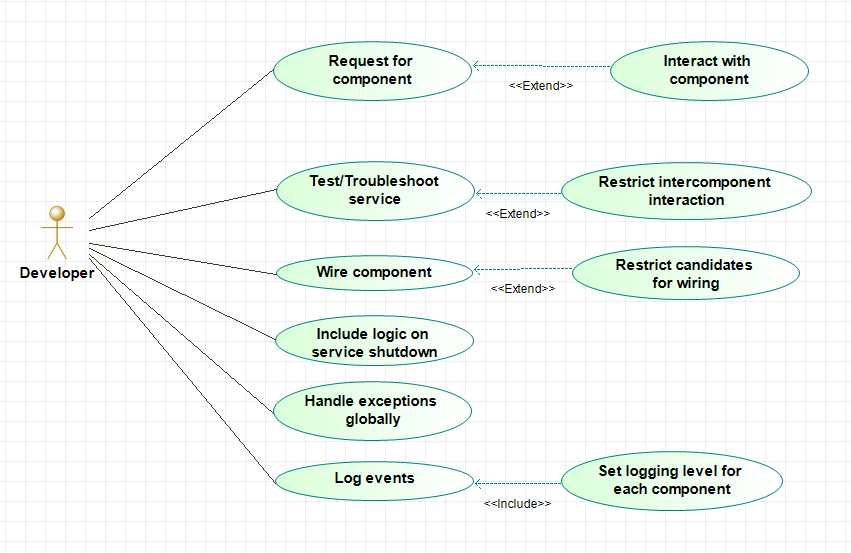 Request for
component
<<Extend>>
Interact with
component
Test/Troubleshoot
service
<<Extend>>
Restrict intercomponent
interaction
Developer
Wire component
<<Extend>>
Restrict candidates
for wiring
Include logic on
service shutdown
Handle exceptions
globally
Log events
<<Include>>
Set logging level for
each component